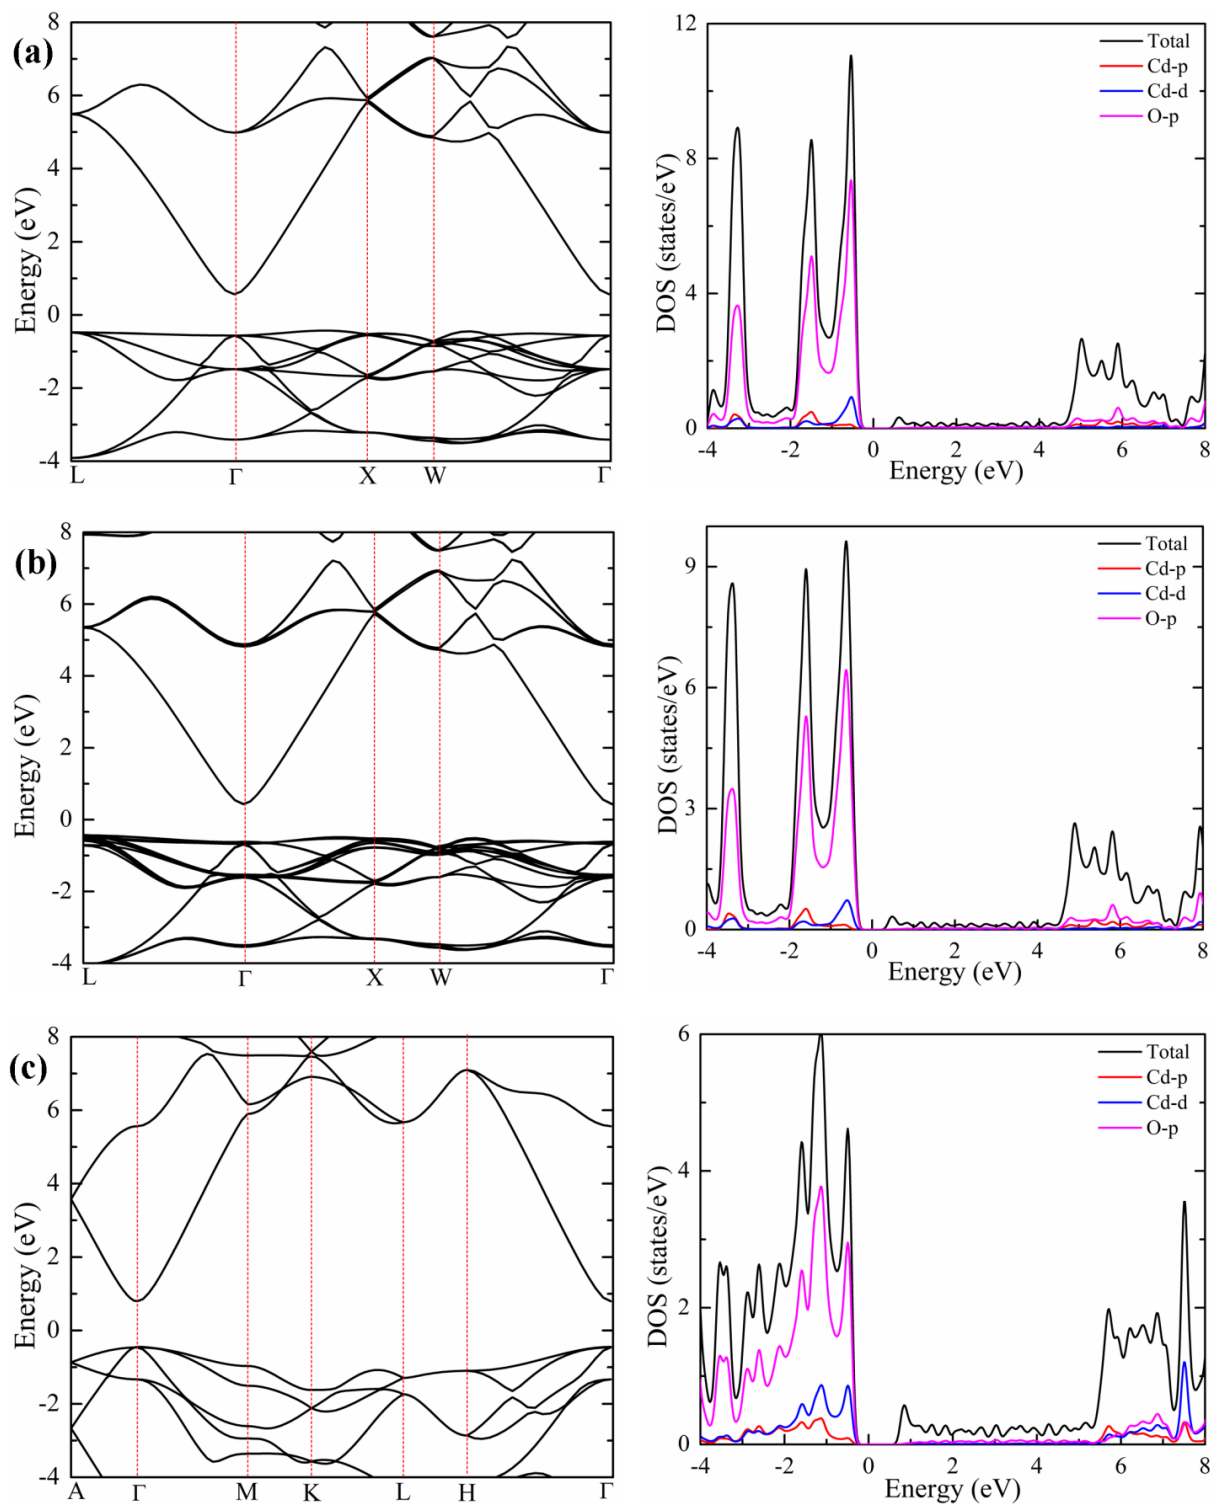 (a)
Energy (eV)
8
6
4
2
0
-2
-4
L Γ X W Γ
DOS (states/eV)
12
8
4
0
-4 -2 0 2 4 6 8
Energy (eV)
Total
Cd-p
Cd-d
O-p
(b)
Energy (eV)
8
6
4
2
0
-2
-4
L Γ X W Γ
DOS (states/eV)
9
6
3
0
-4 -2 0 2 4 6 8
Energy (eV)
Total
Cd-p
Cd-d
O-p
(c)
Energy (eV)
8
6
4
2
0
-2
-4
A Γ M K L H Γ
DOS (states/eV)
6
4
2
0
-4 -2 0 2 4 6 8
Energy (eV)
Total
Cd-p
Cd-d
O-p